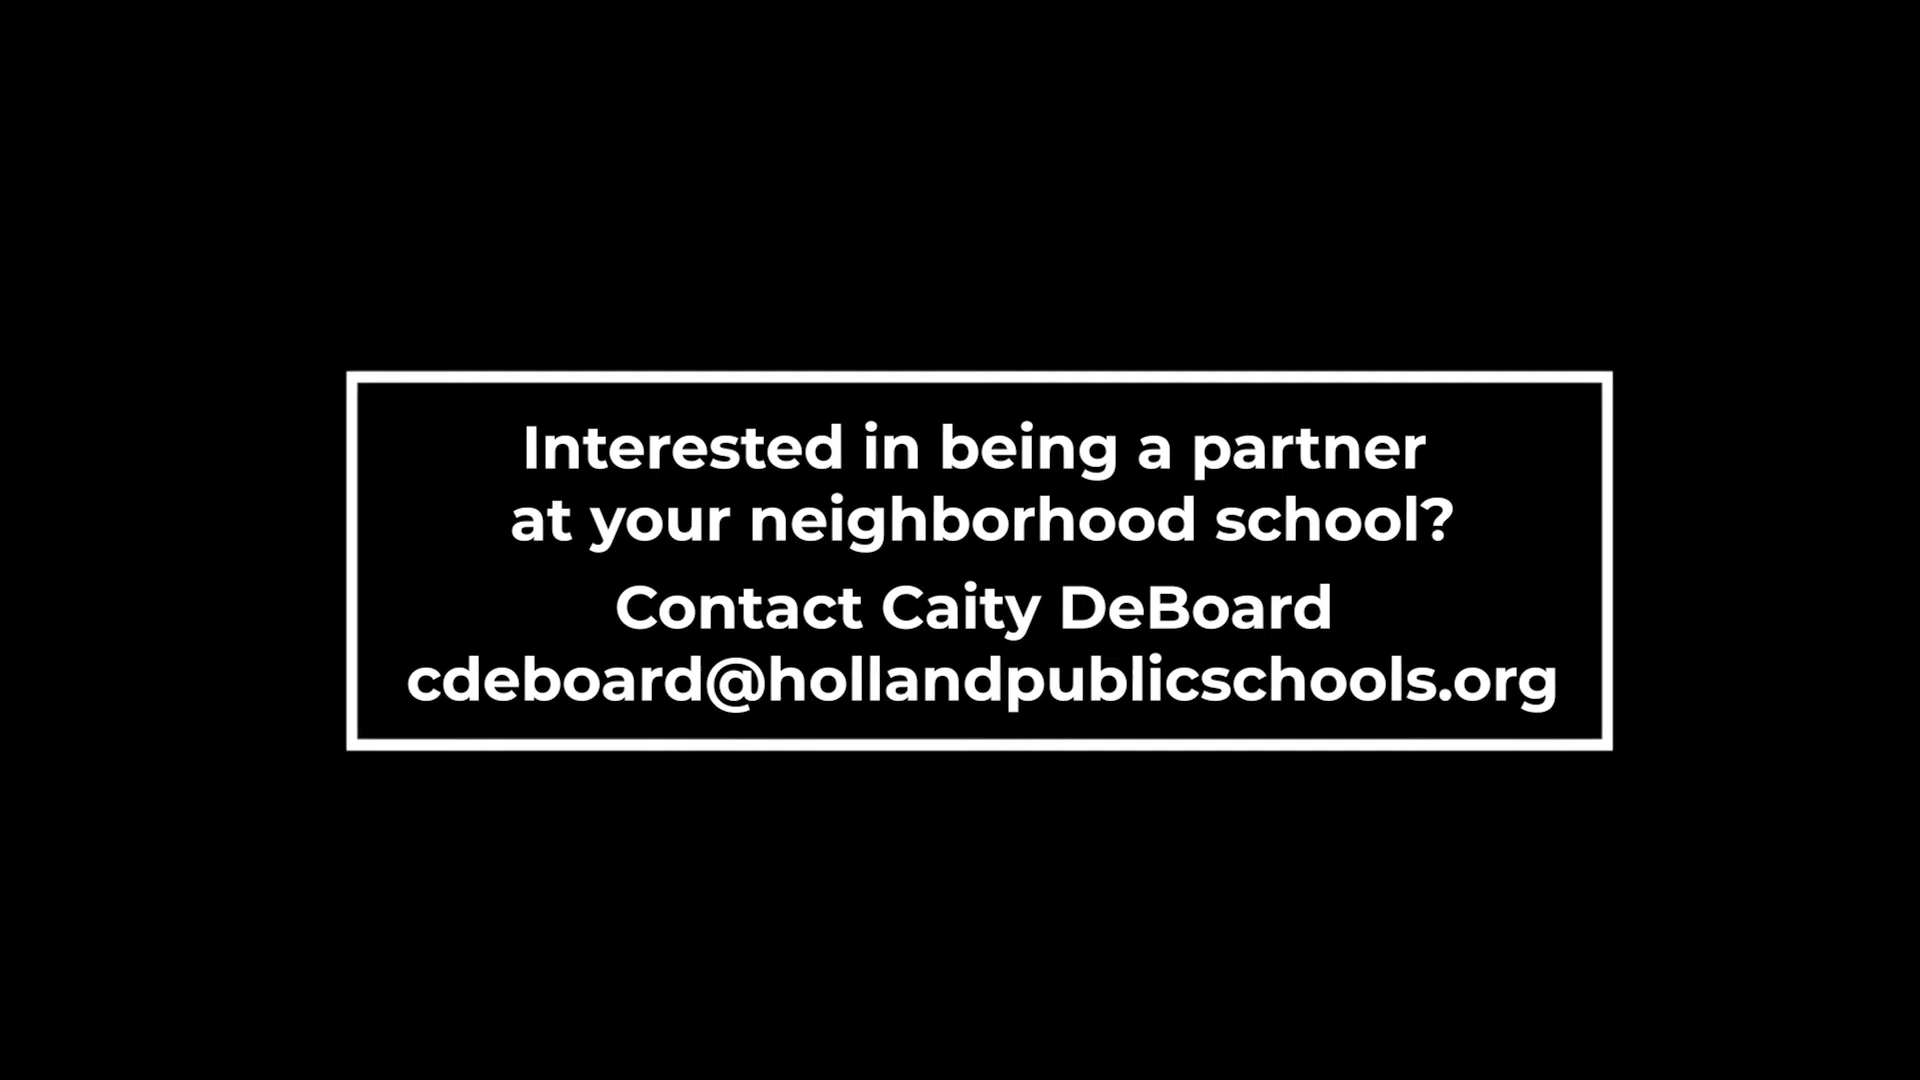 Interested in being a partner
at your neighborhood school?
Contact Caity DeBoard
cdeboard@hollandpublicschools.org